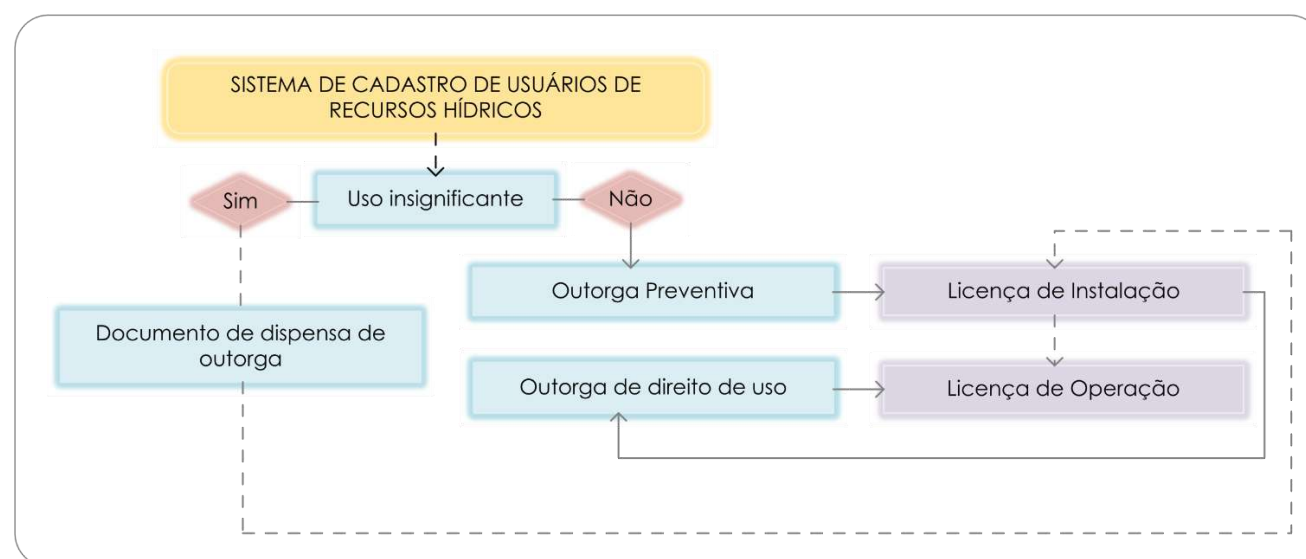 SISTEMA DE CADASTRO DE USUÁRIOS DE
RECURSOS HÍDRICOS
Sim
Uso insignificante
Não
Outorga Preventiva
Licença de Instalação
Documento de dispensa de
outorga
Outorga de direito de uso
Licença de Operação